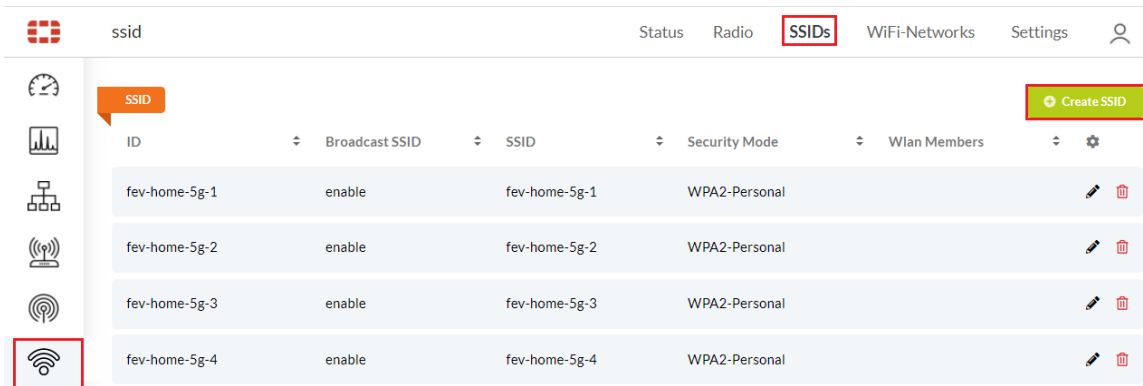 ssid Status Radio SSIDs WiFi-Networks Settings
SSID
Create SSID
ID Broadcast SSID SSID Security Mode Wlan Members
fev-home-5g-1 enable fev-home-5g-1 WPA2-Personal
fev-home-5g-2 enable fev-home-5g-2 WPA2-Personal
fev-home-5g-3 enable fev-home-5g-3 WPA2-Personal
fev-home-5g-4 enable fev-home-5g-4 WPA2-Personal